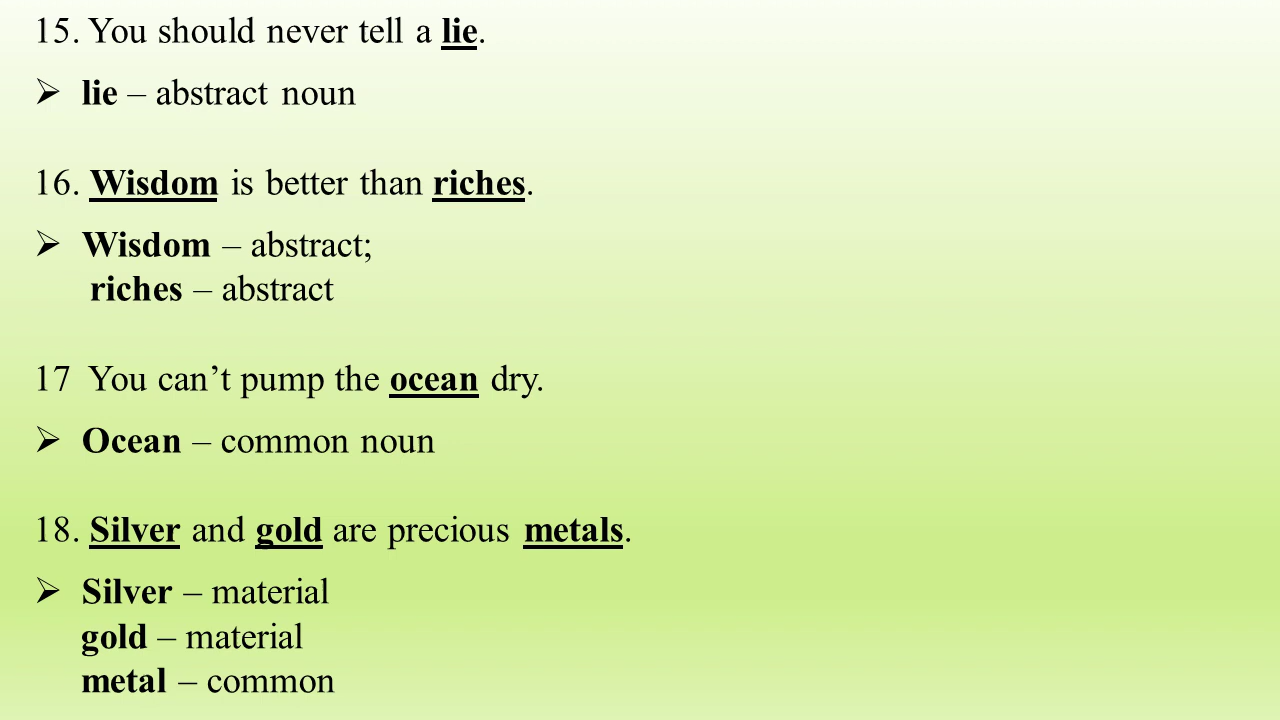 15. You should never tell a lie.
➢ lie – abstract noun
16. Wisdom is better than riches.
➢ Wisdom – abstract;
riches – abstract
17 You can’t pump the ocean dry.
➢ Ocean – common noun
18. Silver and gold are precious metals.
➢ Silver – material
gold – material
metal – common